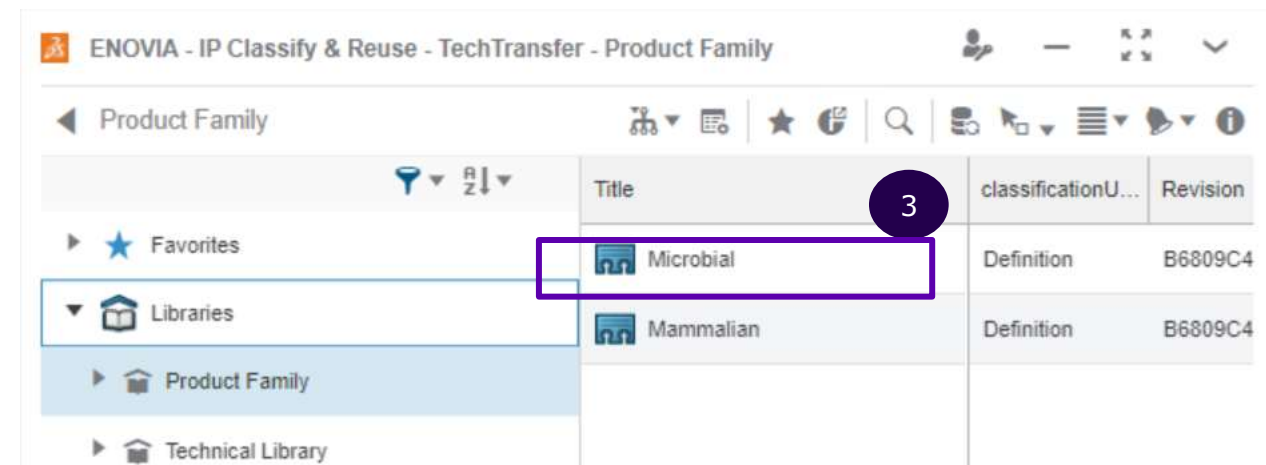 ENOVIA - IP Classify & Reuse - TechTransfer - Product Family
Product Family
Title
3
classificationU...
Revision
Favorites
Microbial
Definition
B6809C4
Libraries
Mammalian
Definition
B6809C4
Product Family
Technical Library